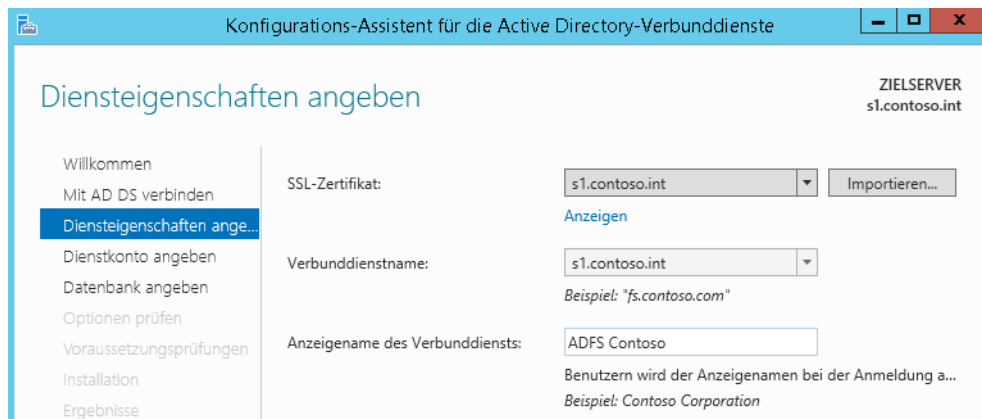 Konfigurations-Assistent für die Active Directory-Verbunddienste
Diensteigenschaften angeben
ZIELSERVER
s1.contoso.int
Willkommen
Mit AD DS verbinden
Diensteigenschaften ange...
Dienstkonto angeben
Datenbank angeben
Optionen prüfen
Voraussetzungsprüfungen
Installation
Ergebnisse
SSL-Zertifikat:
s1.contoso.int
Importieren...
Anzeigen
Verbunddienstname:
s1.contoso.int
Beispiel: "fs.contoso.com"
Anzeigename des Verbunddiensts:
ADFS Contoso
Benutzern wird der Anzeigenamen bei der Anmeldung a...
Beispiel: Contoso Corporation